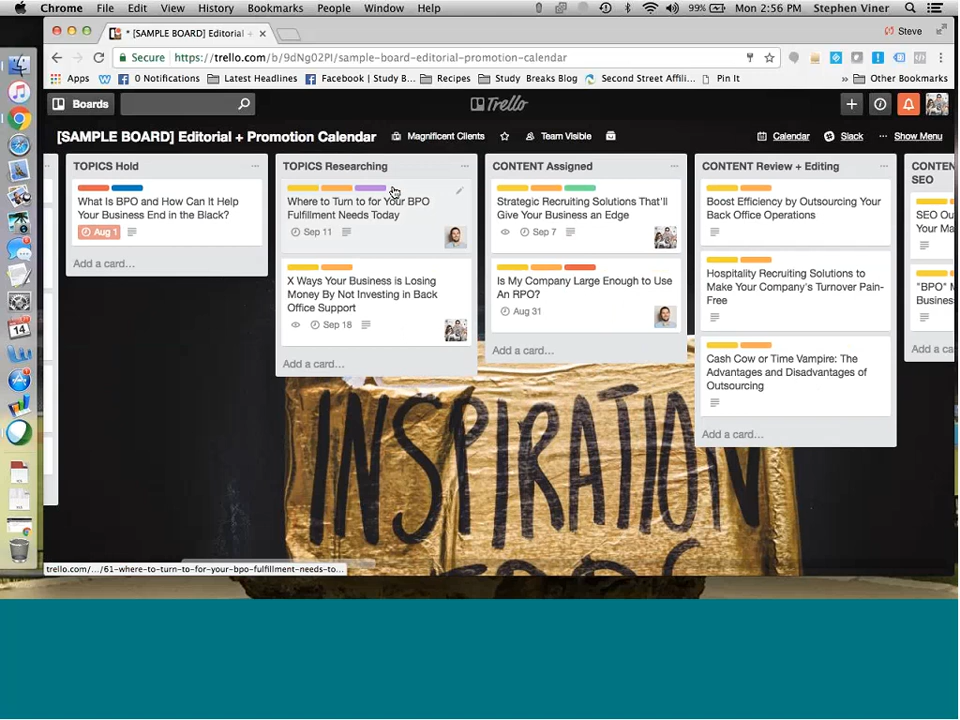 Chrome File Edit View History Bookmarks People Window Help 99% Mon 2:56 PM Stephen Viner
* [SAMPLE BOARD] Editorial + Steve
Secure https://trello.com/b/9dNg02PI/sample-board-editorial-promotion-calendar
Apps 0 Notifications Latest Headlines Facebook | Study B... Recipes Study Breaks Blog Second Street Affili... Pin It » Other Bookmarks
Boards Trello
[SAMPLE BOARD] Editorial + Promotion Calendar Magnificent Clients Team Visible Calendar Slack ... Show Menu
TOPICS Hold
What Is BPO and How Can It Help
Your Business End in the Black?
Aug 1
Add a card...
TOPICS Researching
Where to Turn to for Your BPO
Fulfillment Needs Today
Sep 11
X Ways Your Business is Losing
Money By Not Investing in Back
Office Support
Sep 18
Add a card...
CONTENT Assigned
Strategic Recruiting Solutions That'll
Give Your Business an Edge
Sep 7
Is My Company Large Enough to Use
An RPO?
Aug 31
Add a card...
CONTENT Review + Editing
Boost Efficiency by Outsourcing Your
Back Office Operations
Hospitality Recruiting Solutions to
Make Your Company's Turnover Pain-
Free
Cash Cow or Time Vampire: The
Advantages and Disadvantages of
Outsourcing
Add a card...
CONTEN
SEO
SEO Ou
Your Ma
"BPO" M
Business
Add a ca
INSPIRATION
14
trello.com/.../61-where-to-turn-to-for-your-bpo-fulfillment-needs-to...